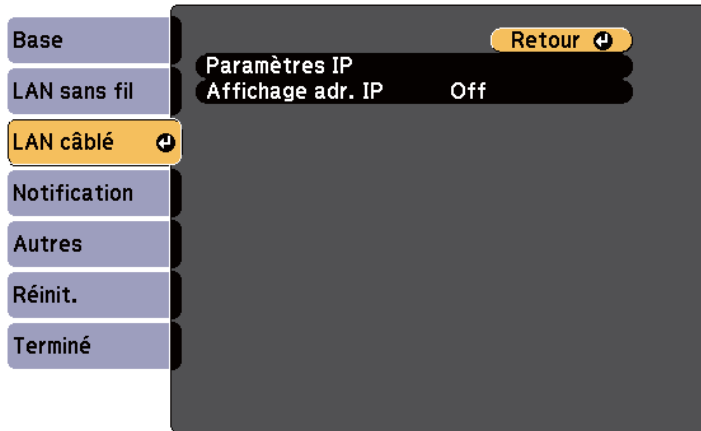 Base
LAN sans fil
LAN câblé
Notification
Autres
Réinit.
Terminé
Retour
Paramètres IP
Affichage adr. IP Off